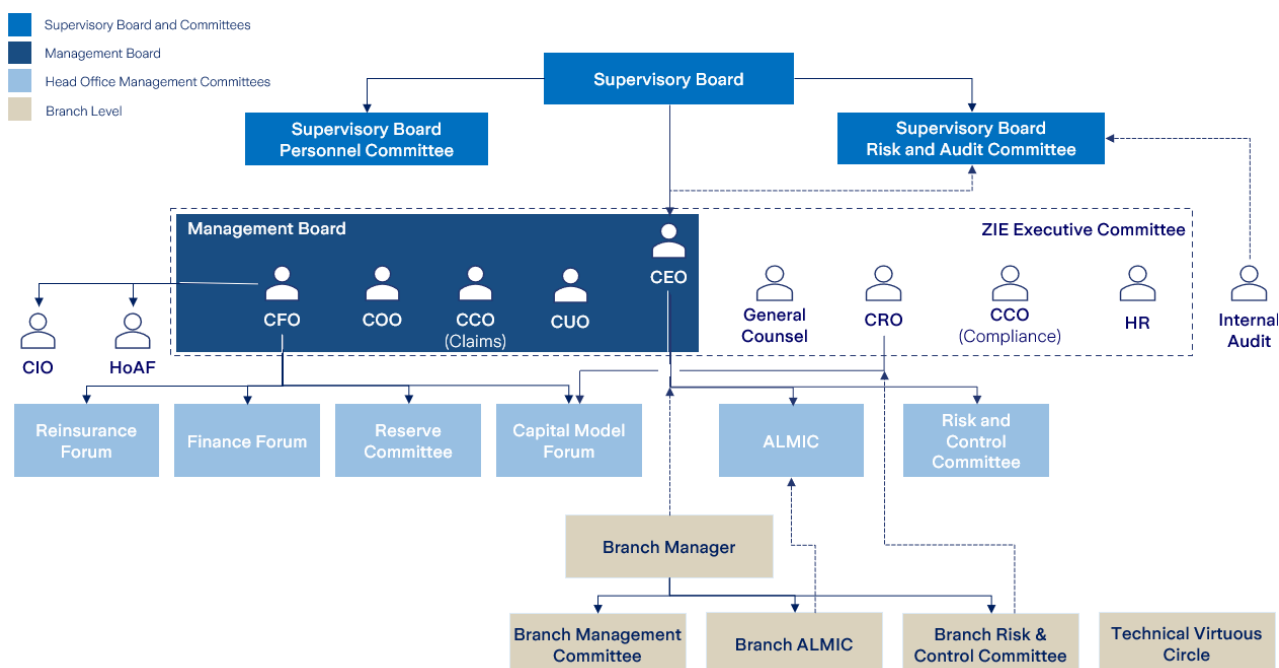 Supervisory Board and Committees
Management Board
Head Office Management Committees
Branch Level
Supervisory Board
Supervisory Board
Personnel Committee
Supervisory Board
Risk and Audit Committee
Management Board
ZIE Executive Committee
CEO
CFO
COO
CCO
(Claims)
CUO
General
Counsel
CRO
CCO
(Compliance)
HR
Internal
Audit
CIO
HoAF
Reinsurance
Forum
Finance Forum
Reserve
Committee
Capital Model
Forum
ALMIC
Risk and
Control
Committee
Branch Manager
Branch Management
Committee
Branch ALMIC
Branch Risk &
Control Committee
Technical Virtuous
Circle